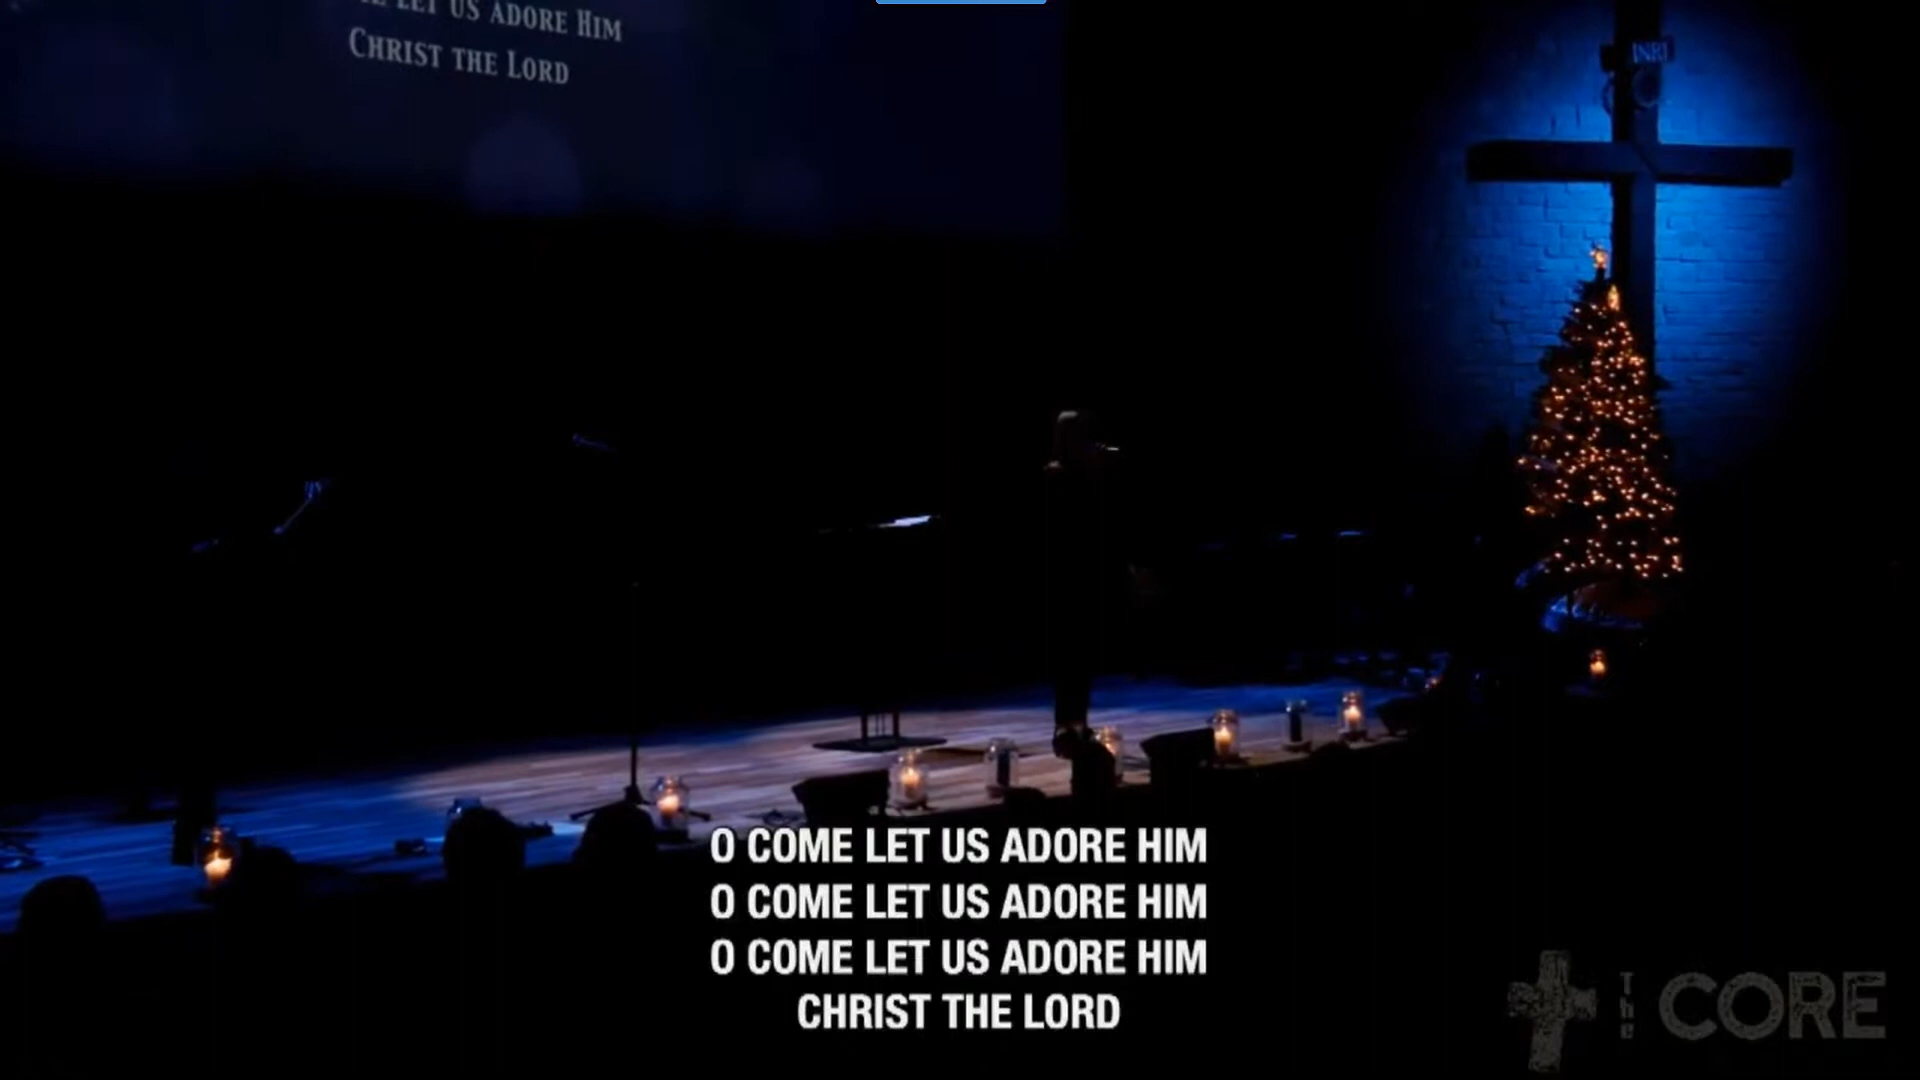 LET US ADORE HIM
CHRIST THE LORD
INRI
O COME LET US ADORE HIM
O COME LET US ADORE HIM
O COME LET US ADORE HIM
CHRIST THE LORD
The CORE